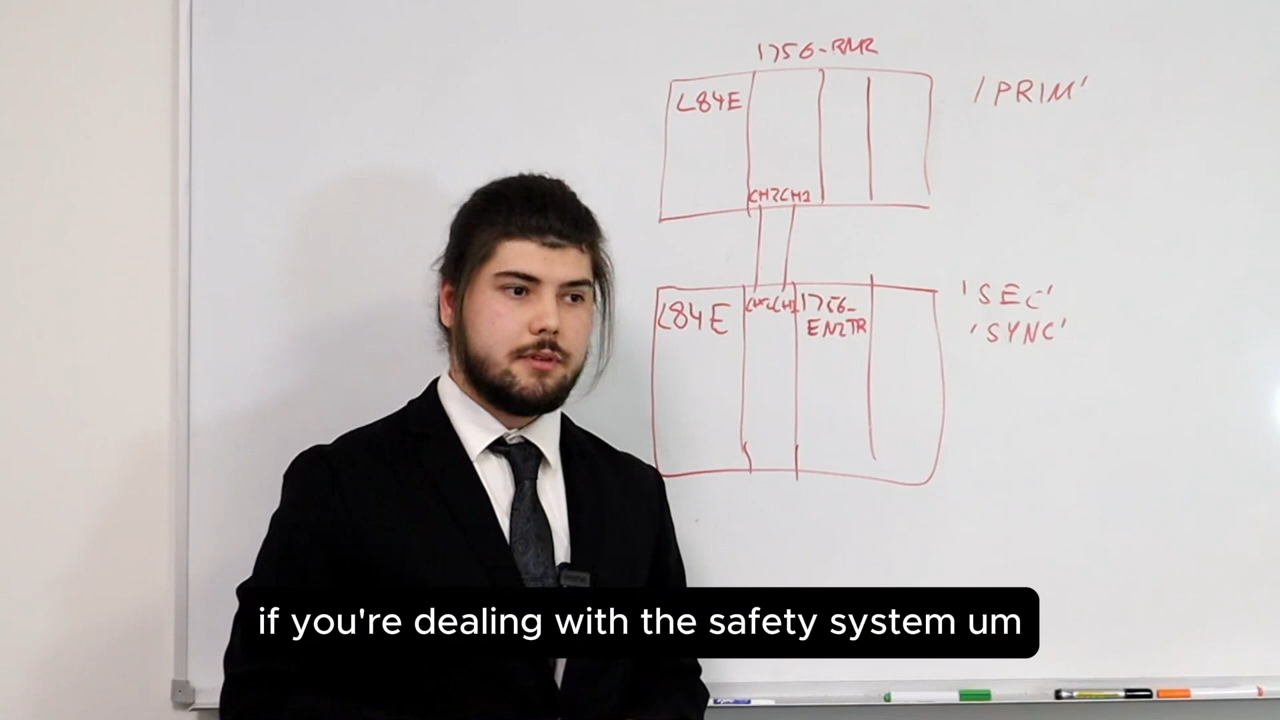 1756-RM2
L84E
'PRIM'
CH2CH1
L84E
CH2CH1
1756-
EN2TR
'SEC'
'SYNC'
if you're dealing with the safety system um